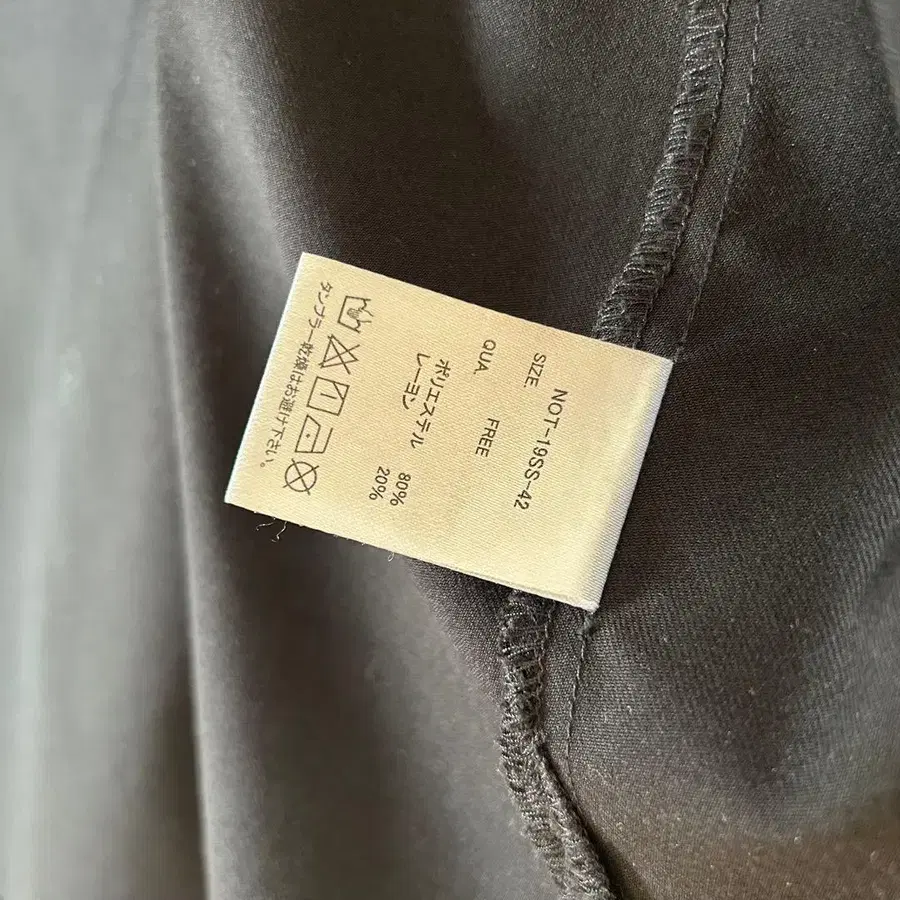 NOT-19SS-42
SIZE. FREE
QUA.
ポリエステル 80%
レーヨン 20%
タンブラー乾燥はお避け下さい。